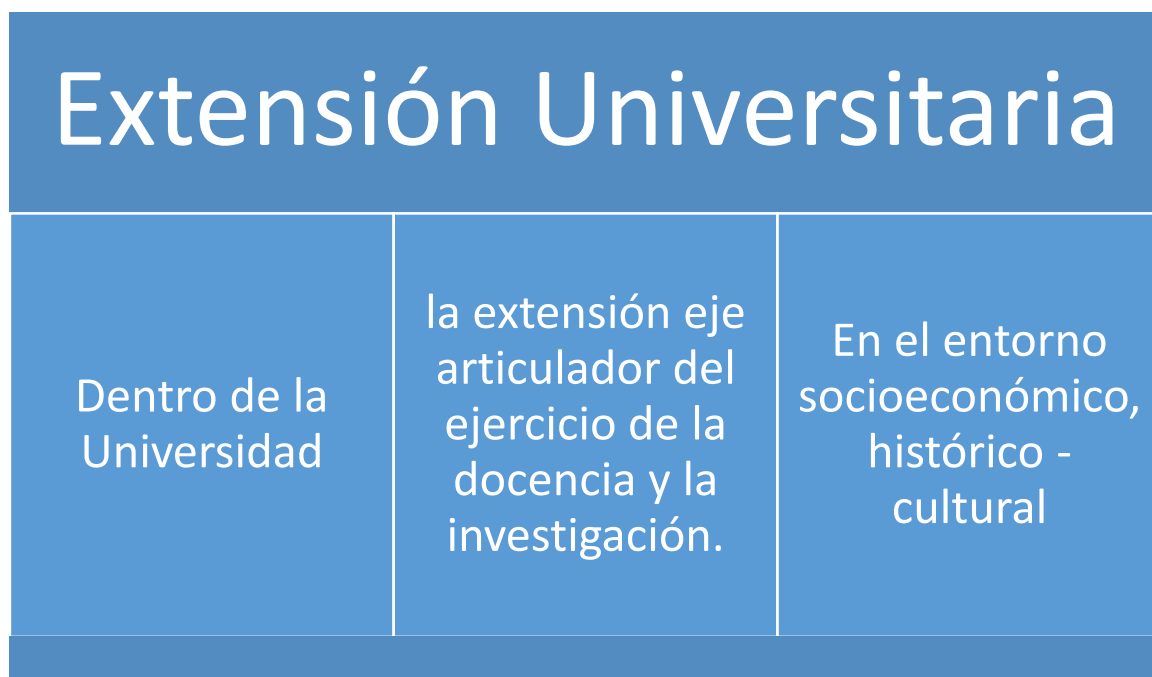 Extensión Universitaria
Dentro de la
Universidad
la extensión eje
articulador del
ejercicio de la
docencia y la
investigación.
En el entorno
socioeconómico,
histórico -
cultural